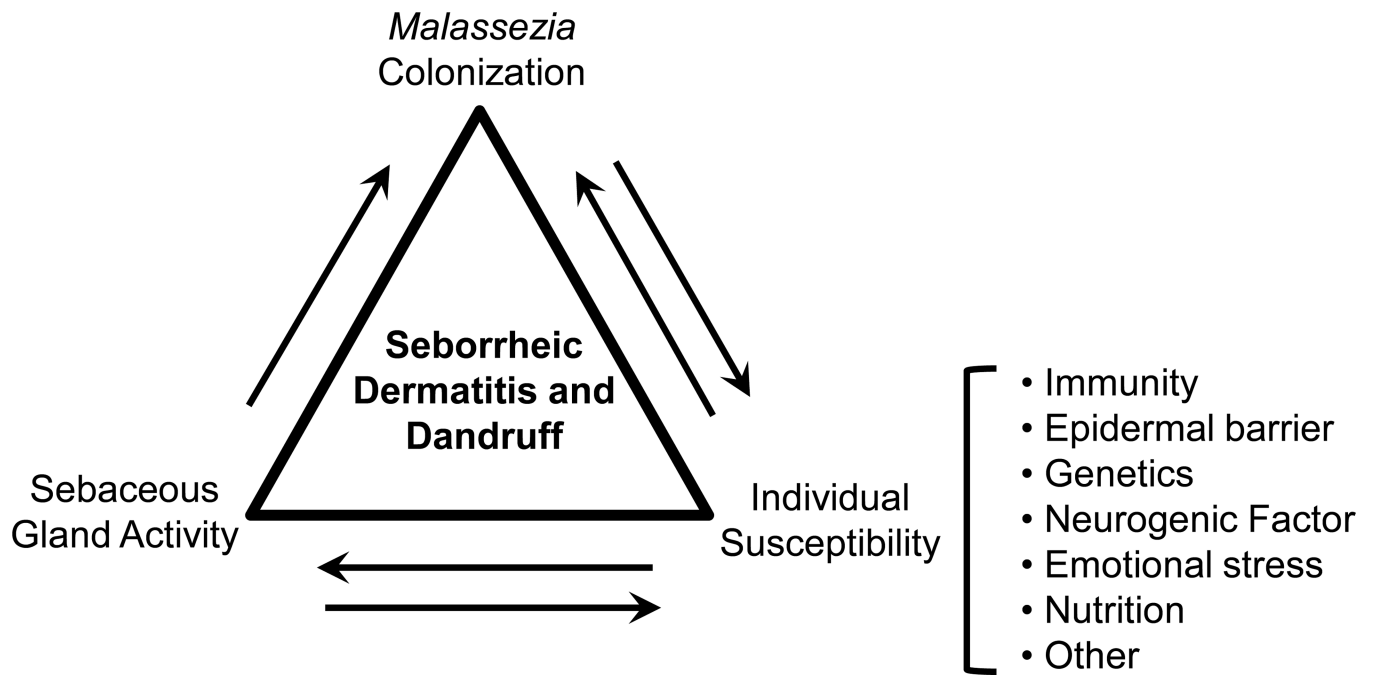 Malassezia
Colonization
Seborrheic
Dermatitis and
Dandruff
Sebaceous
Gland Activity
Individual
Susceptibility
• Immunity
• Epidermal barrier
• Genetics
• Neurogenic Factor
• Emotional stress
• Nutrition
• Other